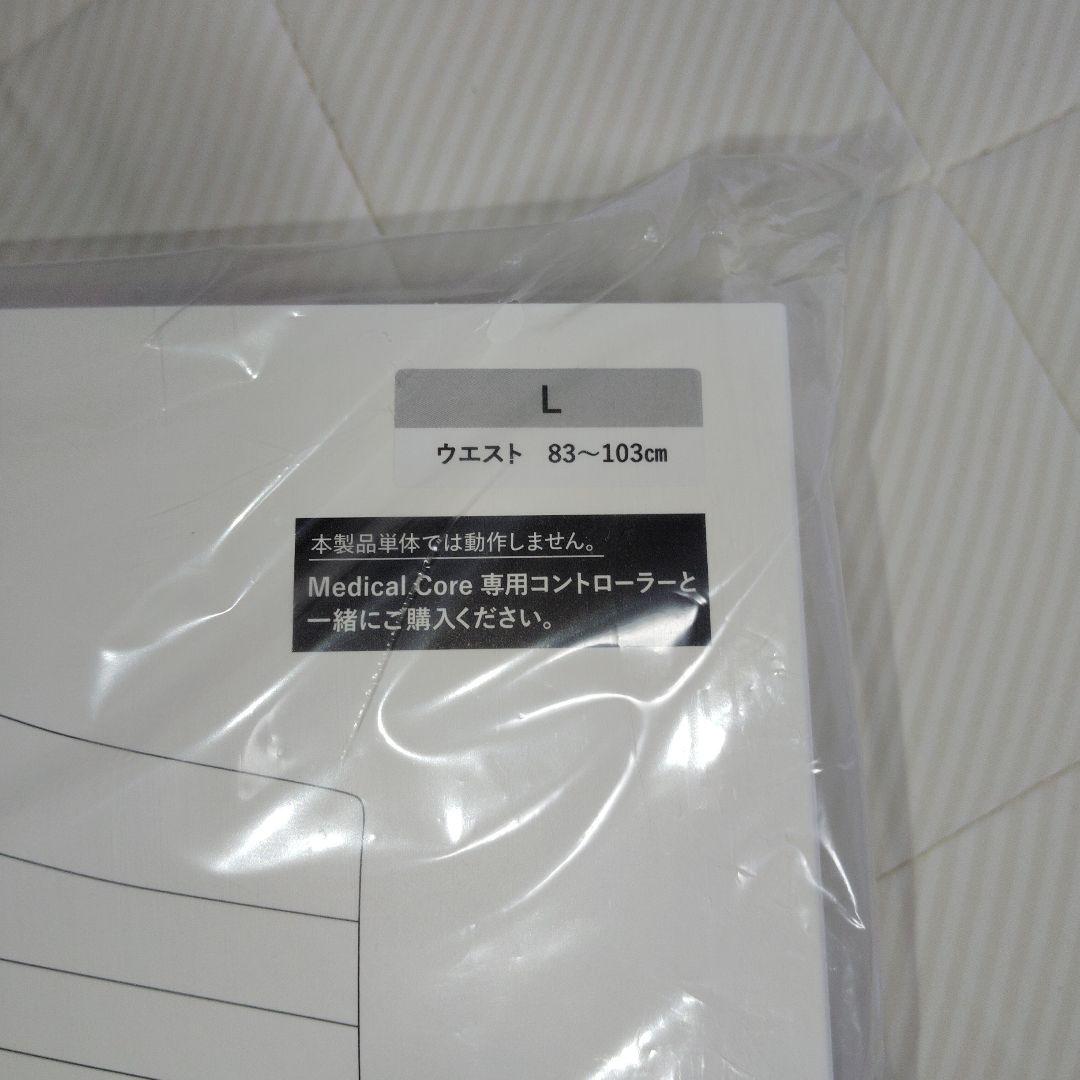 L
ウエスト 83〜103㎝
本製品単体では動作しません。
Medical Core 専用コントローラーと
一緒にご購入ください。